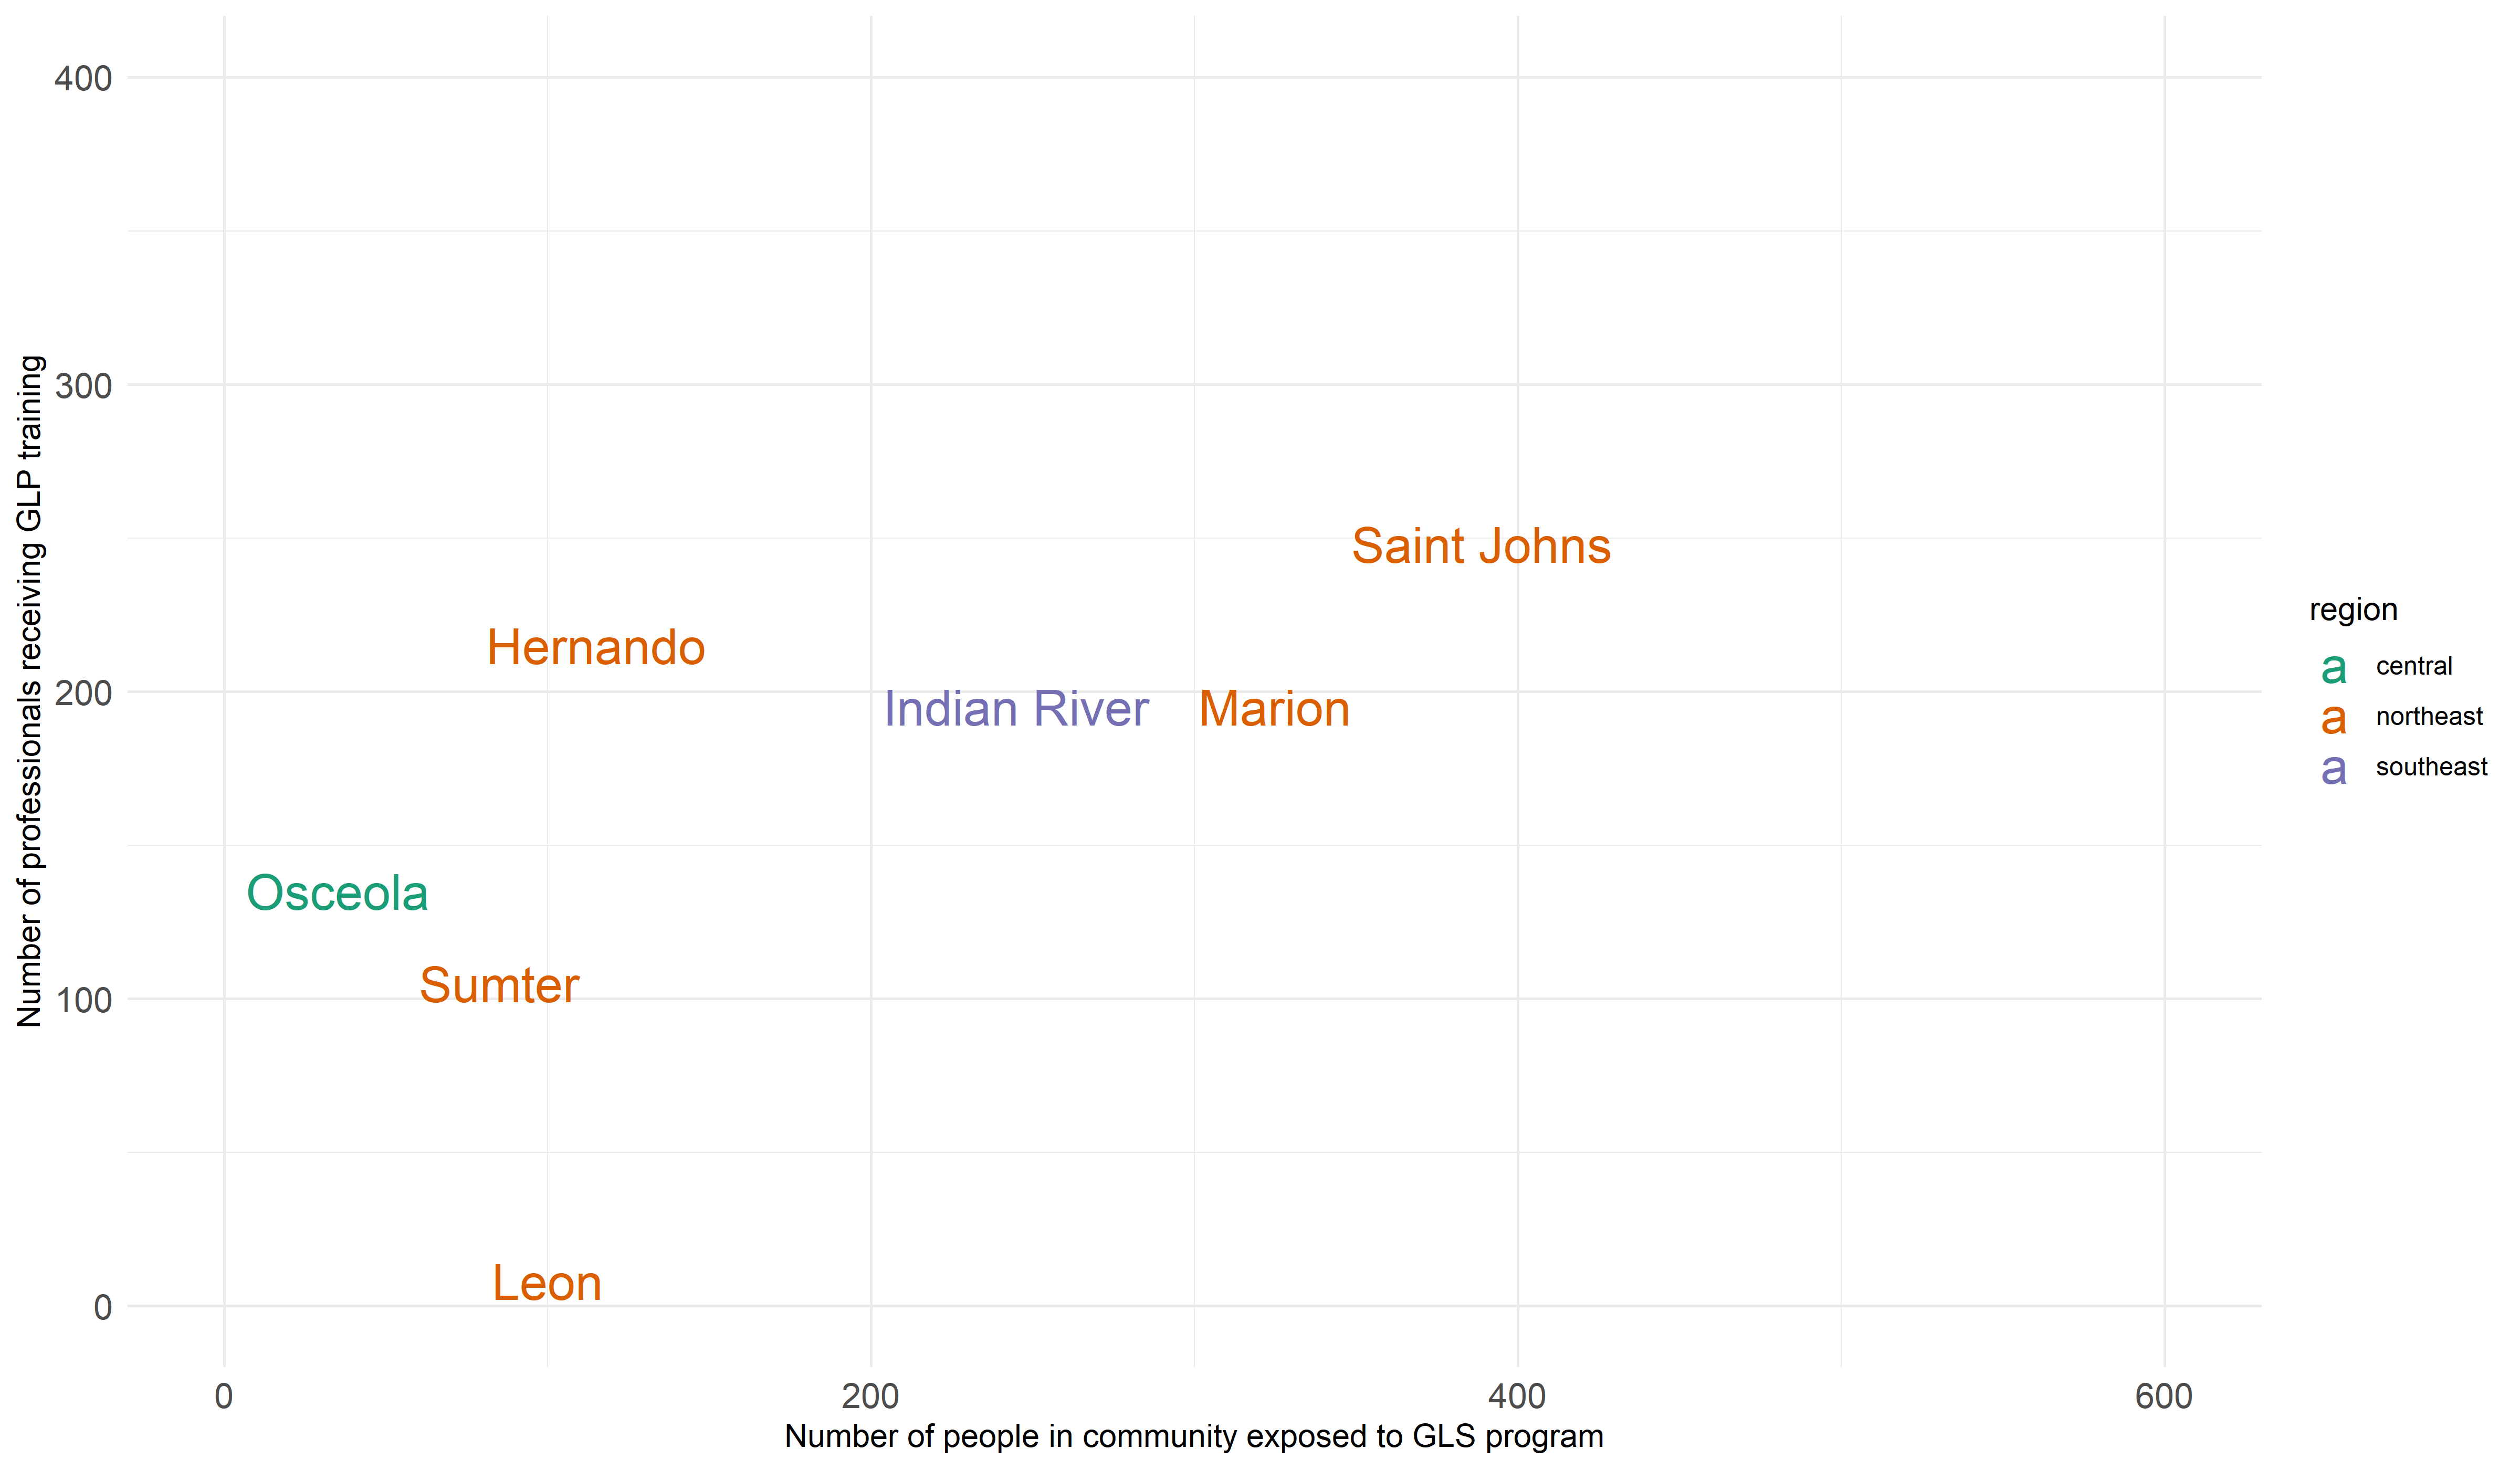 Number of professionals receiving GLP training
400
300
200
100
0
Saint Johns
Hernando
Indian River
Marion
Osceola
Sumter
Leon
0
200
400
600
Number of people in community exposed to GLS program
region
a central
a northeast
a southeast